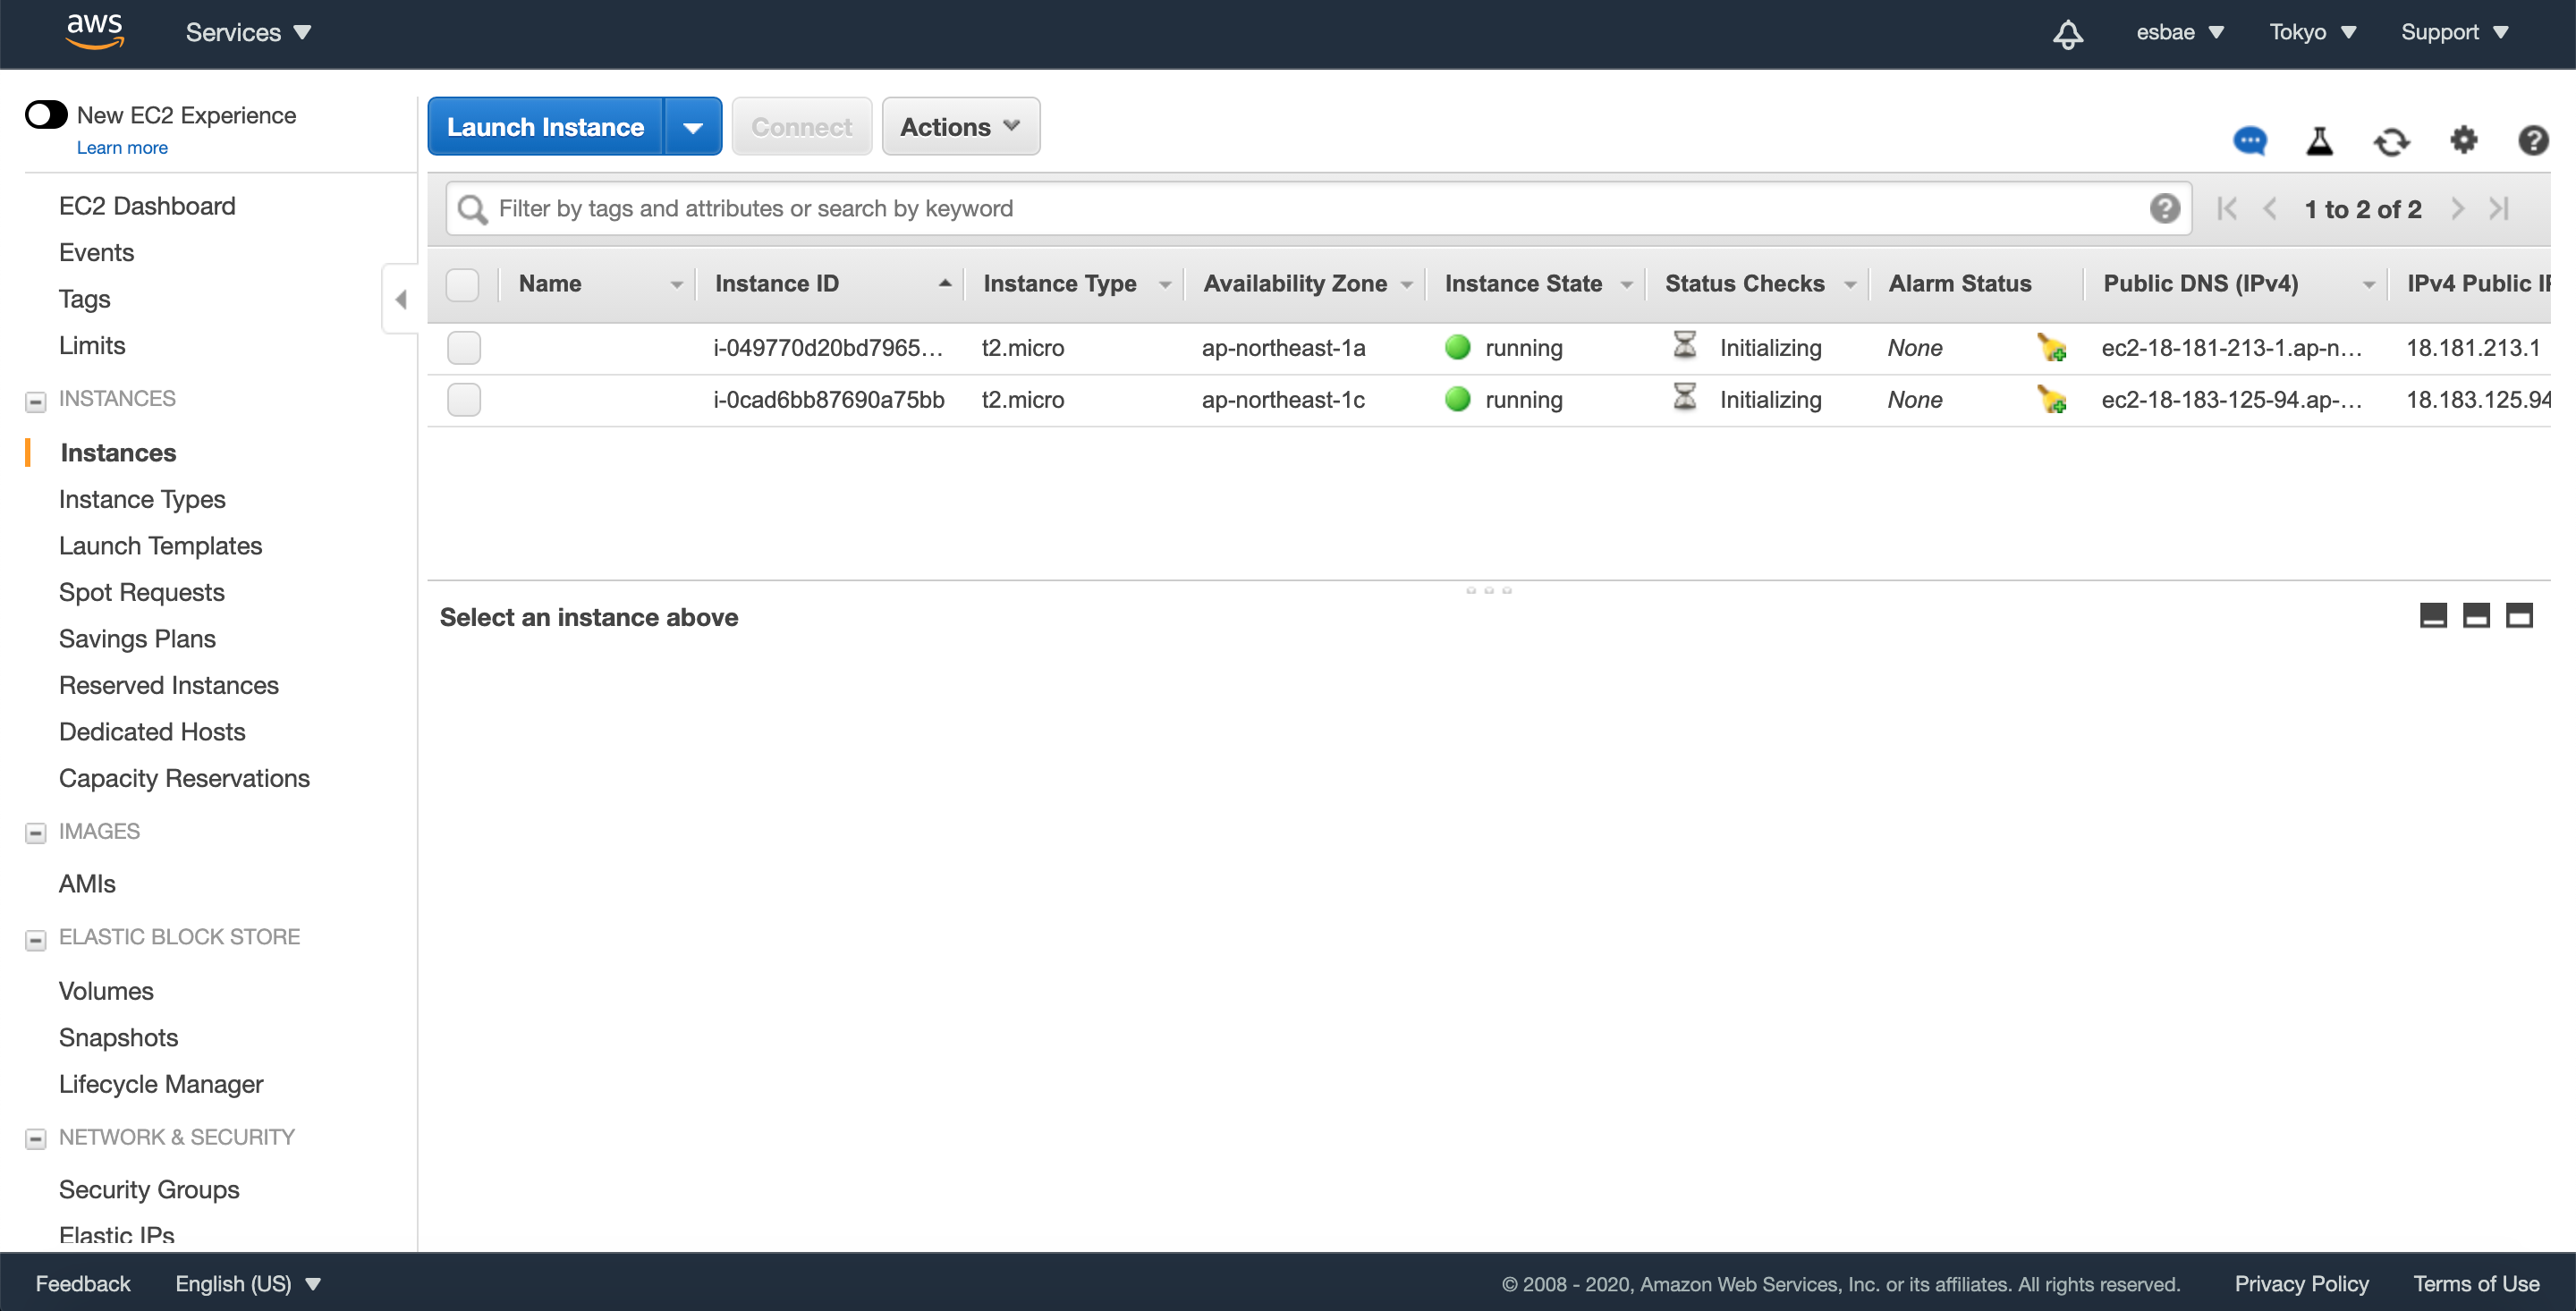 aws Services esbae Tokyo Support
New EC2 Experience
Learn more
EC2 Dashboard
Events
Tags
Limits
INSTANCES
Instances
Instance Types
Launch Templates
Spot Requests
Savings Plans
Reserved Instances
Dedicated Hosts
Capacity Reservations
IMAGES
AMIs
ELASTIC BLOCK STORE
Volumes
Snapshots
Lifecycle Manager
NETWORK & SECURITY
Security Groups
Elastic IPs
Launch Instance Connect Actions
Filter by tags and attributes or search by keyword 1 to 2 of 2
Name Instance ID Instance Type Availability Zone Instance State Status Checks Alarm Status Public DNS (IPv4) IPv4 Public IP
i-049770d20bd7965... t2.micro ap-northeast-1a running Initializing None ec2-18-181-213-1.ap-n... 18.181.213.1
i-0cad6bb87690a75bb t2.micro ap-northeast-1c running Initializing None ec2-18-183-125-94.ap-... 18.183.125.94
Select an instance above
Feedback English (US) © 2008 - 2020, Amazon Web Services, Inc. or its affiliates. All rights reserved. Privacy Policy Terms of Use